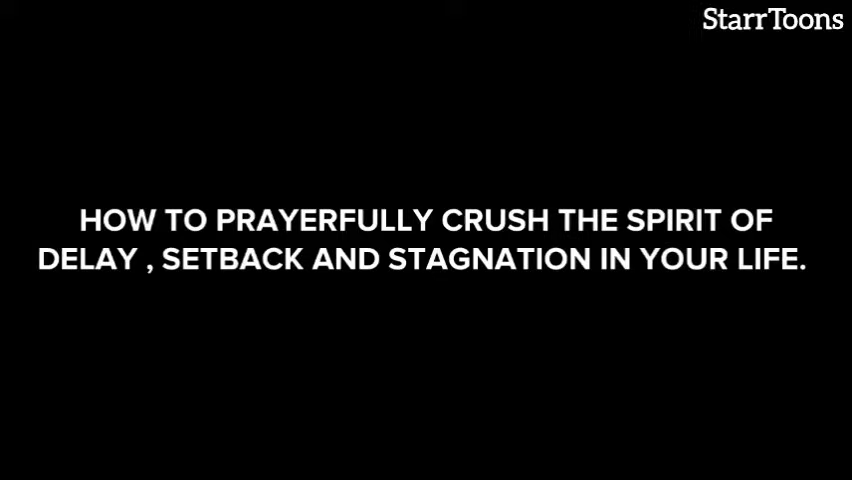 StarrToons
HOW TO PRAYERFULLY CRUSH THE SPIRIT OF
DELAY , SETBACK AND STAGNATION IN YOUR LIFE.